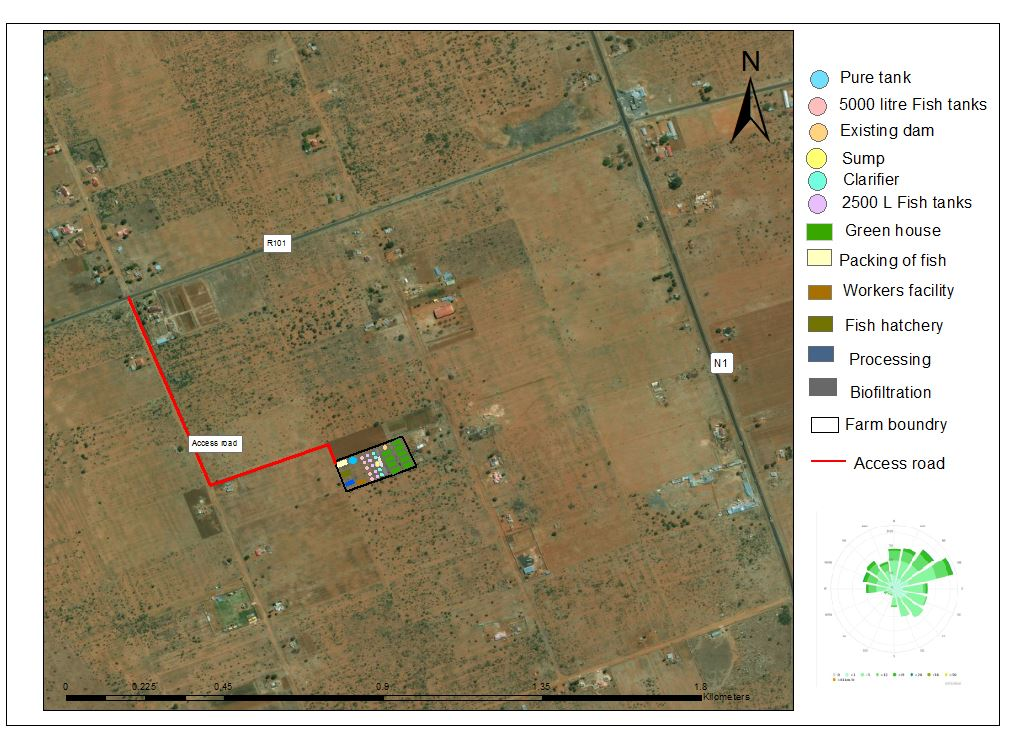 N
R101
N1
Access road
0 0.225 0.45 0.9 1.35 1.8
Kilometers
Pure tank
5000 litre Fish tanks
Existing dam
Sump
Clarifier
2500 L Fish tanks
Green house
Packing of fish
Workers facility
Fish hatchery
Processing
Biofiltration
Farm boundry
Access road